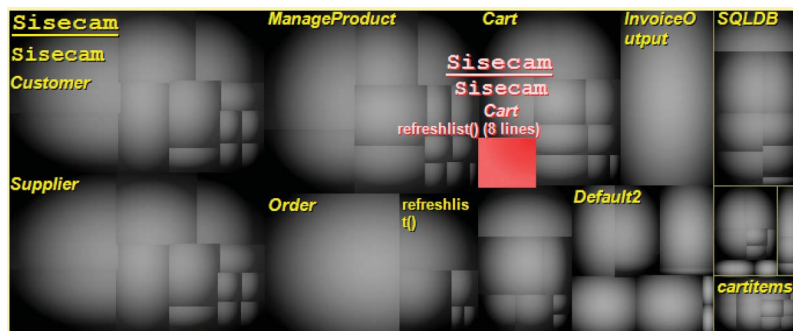 Sisecam
Sisecam
Customer
ManageProduct
Cart
InvoiceO
utput
SQLDB
Sisecam
Sisecam
Cart
refreshlist() (8 lines)
Supplier
Order
refreshlis
t()
Default2
cartitems